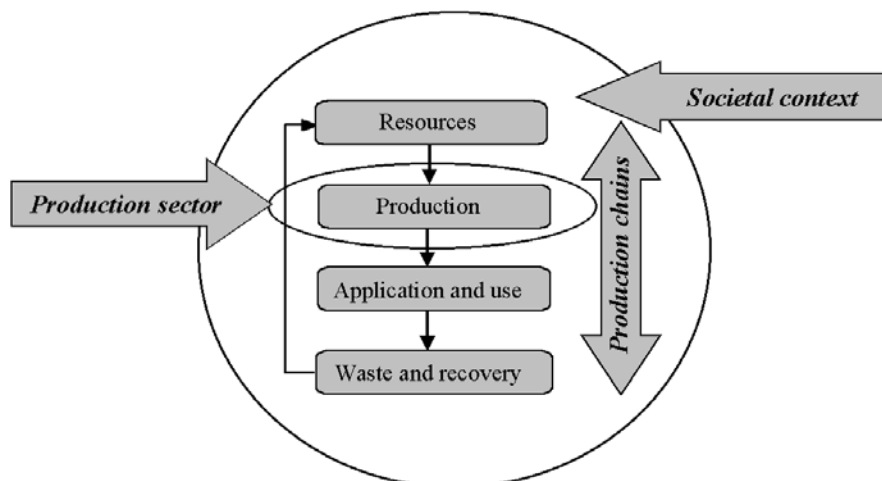 Societal context
Resources
Production sector
Production
Production chains
Application and use
Waste and recovery